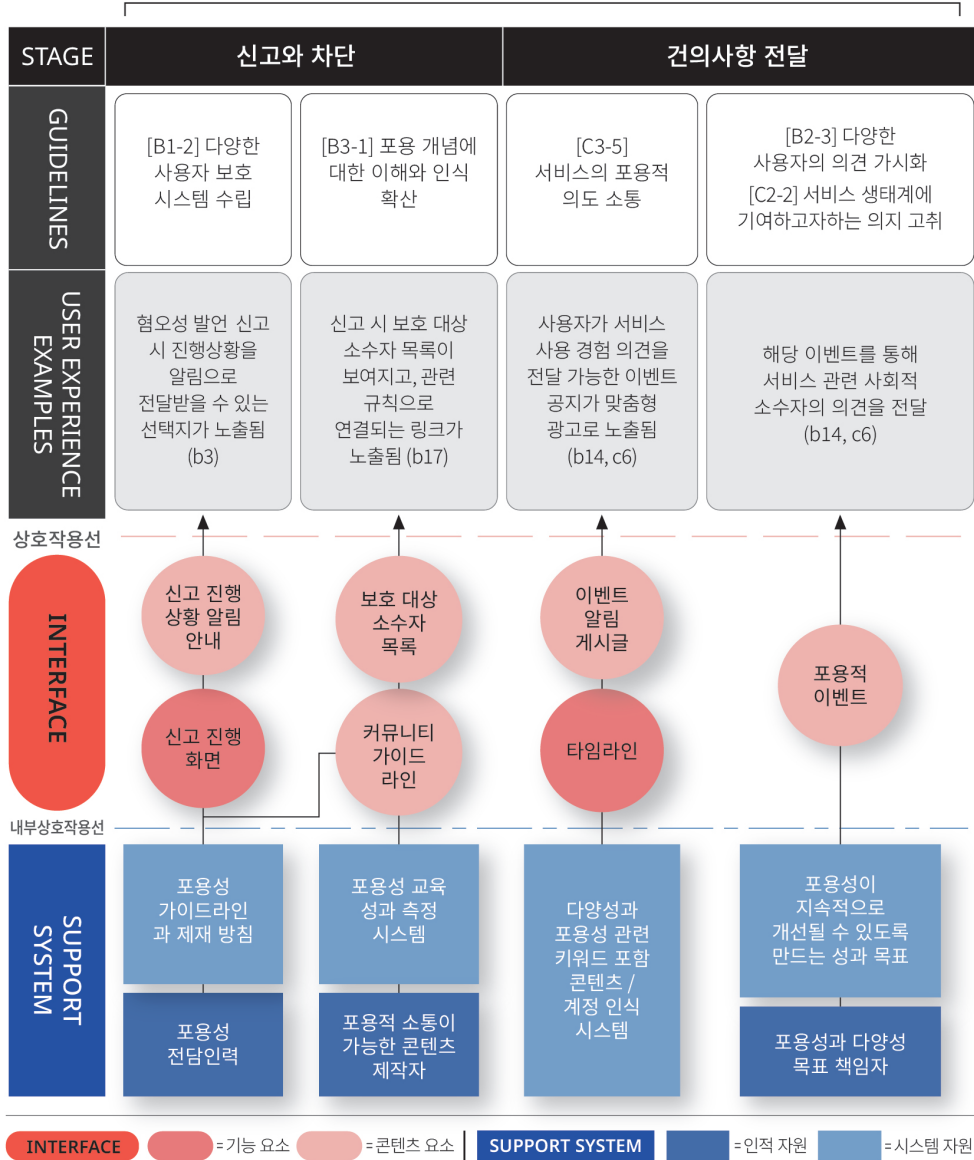 STAGE
신고와 차단
건의사항 전달
GUIDELINES
[B1-2] 다양한
사용자 보호
시스템 수립
[B3-1] 포용 개념에
대한 이해와 인식
확산
[C3-5]
서비스의 포용적
의도 소통
[B2-3] 다양한
사용자의 의견 가시화
[C2-2] 서비스 생태계에
기여하고자하는 의지 고취
USER EXPERIENCE
EXAMPLES
혐오성 발언 신고
시 진행상황을
알림으로
전달받을 수 있는
선택지가 노출됨
(b3)
신고 시 보호 대상
소수자 목록이
보여지고, 관련
규칙으로
연결되는 링크가
노출됨 (b17)
사용자가 서비스
사용 경험 의견을
전달 가능한 이벤트
공지가 맞춤형
광고로 노출됨
(b14, c6)
해당 이벤트를 통해
서비스 관련 사회적
소수자의 의견을 전달
(b14, c6)
상호작용선
INTERFACE
신고 진행
상황 알림
안내
보호 대상
소수자
목록
이벤트
알림
게시글
포용적
이벤트
신고 진행
화면
커뮤니티
가이드
라인
타임라인
내부상호작용선
SUPPORT
SYSTEM
포용성
가이드라인
과 제재 방침
포용성 교육
성과 측정
시스템
다양성과
포용성 관련
키워드 포함
콘텐츠 /
계정 인식
시스템
포용성이
지속적으로
개선될 수 있도록
만드는 성과 목표
포용성
전담인력
포용적 소통이
가능한 콘텐츠
제작자
포용성과 다양성
목표 책임자
INTERFACE = 기능 요소 = 콘텐츠 요소 SUPPORT SYSTEM = 인적 자원 = 시스템 자원